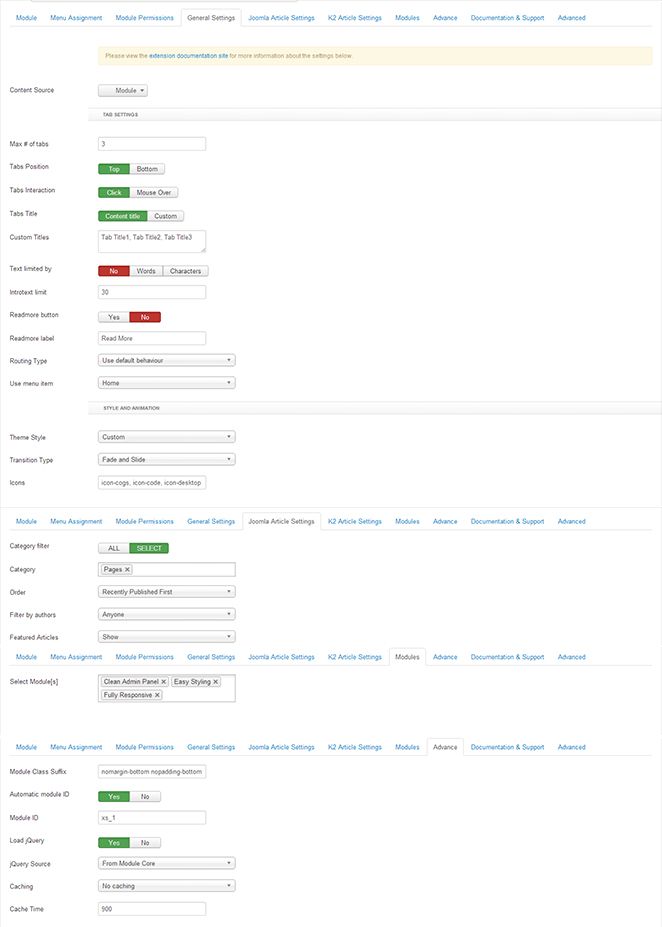 Module Menu Assignment Module Permissions General Settings Joomla Article Settings K2 Article Settings Modules Advance Documentation & Support Advanced
Please view the extension documentation site for more information about the settings below.
Content Source Module
TAB SETTINGS
Max # of tabs 3
Tabs Position Top Bottom
Tabs Interaction Click Mouse Over
Tabs Title Content title Custom
Custom Titles Tab Title1, Tab Title2, Tab Title3
Text limited by No Words Characters
Introtext limit 30
Readmore button Yes No
Readmore label Read More
Routing Type Use default behaviour
Use menu item Home
STYLE AND ANIMATION
Theme Style Custom
Transition Type Fade and Slide
Icons icon-cogs, icon-code, icon-desktop
Module Menu Assignment Module Permissions General Settings Joomla Article Settings K2 Article Settings Modules Advance Documentation & Support Advanced
Category filter ALL SELECT
Category Pages ×
Order Recently Published First
Filter by authors Anyone
Featured Articles Show
Module Menu Assignment Module Permissions General Settings Joomla Article Settings K2 Article Settings Modules Advance Documentation & Support Advanced
Select Module[s] Clean Admin Panel × Easy Styling ×
Fully Responsive ×
Module Menu Assignment Module Permissions General Settings Joomla Article Settings K2 Article Settings Modules Advance Documentation & Support Advanced
Module Class Suffix nomargin-bottom nopadding-bottom
Automatic module ID Yes No
Module ID xs_1
Load jQuery Yes No
jQuery Source From Module Core
Caching No caching
Cache Time 900